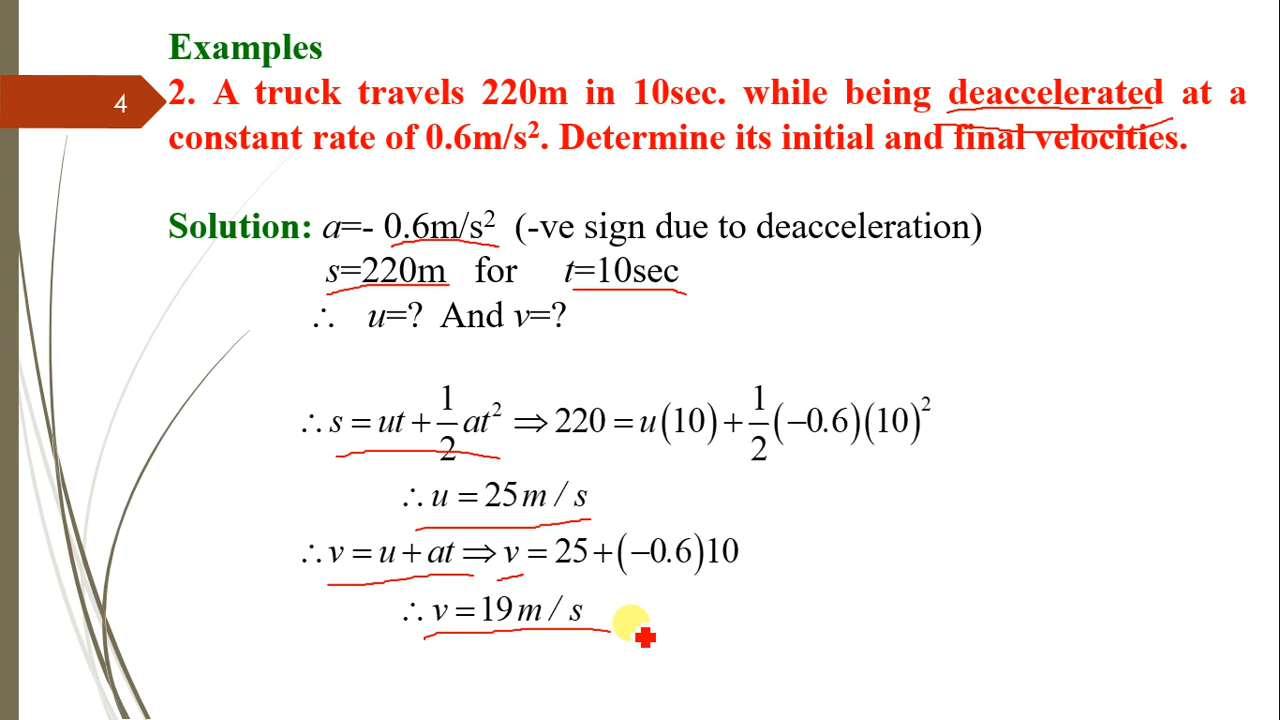 Examples
4
2. A truck travels 220m in 10sec. while being deaccelerated at a
constant rate of 0.6m/s². Determine its initial and final velocities.
Solution: a=- 0.6m/s² (-ve sign due to deacceleration)
s=220m for t=10sec
∴ u=? And v=?
∴ s = ut + 1/2 at² ⇒ 220 = u(10) + 1/2 (−0.6)(10)²
∴ u = 25 m / s
∴ v = u + at ⇒ v = 25 + (−0.6)10
∴ v = 19 m / s